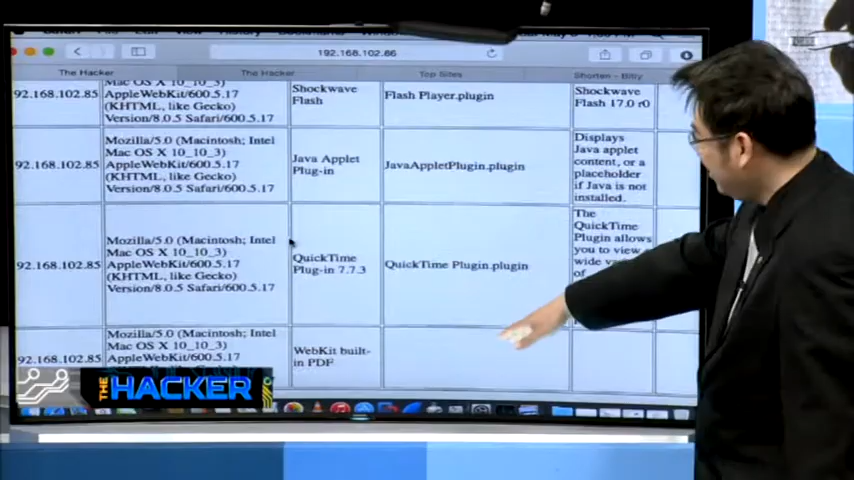 192.168.102.86
The Hacker
The Hacker
Top Sites
Shorten - Bitly
92.168.102.85
Mac OS X 10_10_3)
AppleWebKit/600.5.17
(KHTML, like Gecko)
Version/8.0.5 Safari/600.5.17
Shockwave
Flash
Flash Player.plugin
Shockwave
Flash 17.0 r0
92.168.102.85
Mozilla/5.0 (Macintosh; Intel
Mac OS X 10_10_3)
AppleWebKit/600.5.17
(KHTML, like Gecko)
Version/8.0.5 Safari/600.5.17
Java Applet
Plug-in
JavaAppletPlugin.plugin
Displays
Java applet
content, or a
placeholder
if Java is not
installed.
92.168.102.85
Mozilla/5.0 (Macintosh; Intel
Mac OS X 10_10_3)
AppleWebKit/600.5.17
(KHTML, like Gecko)
Version/8.0.5 Safari/600.5.17
QuickTime
Plug-in 7.7.3
QuickTime Plugin.plugin
The
QuickTime
Plugin allows
you to view a
wide
of
92.168.102.85
Mozilla/5.0 (Macintosh; Intel
Mac OS X 10_10_3)
AppleWebKit/600.5.17
WebKit built-
in PDF
THE HACKER